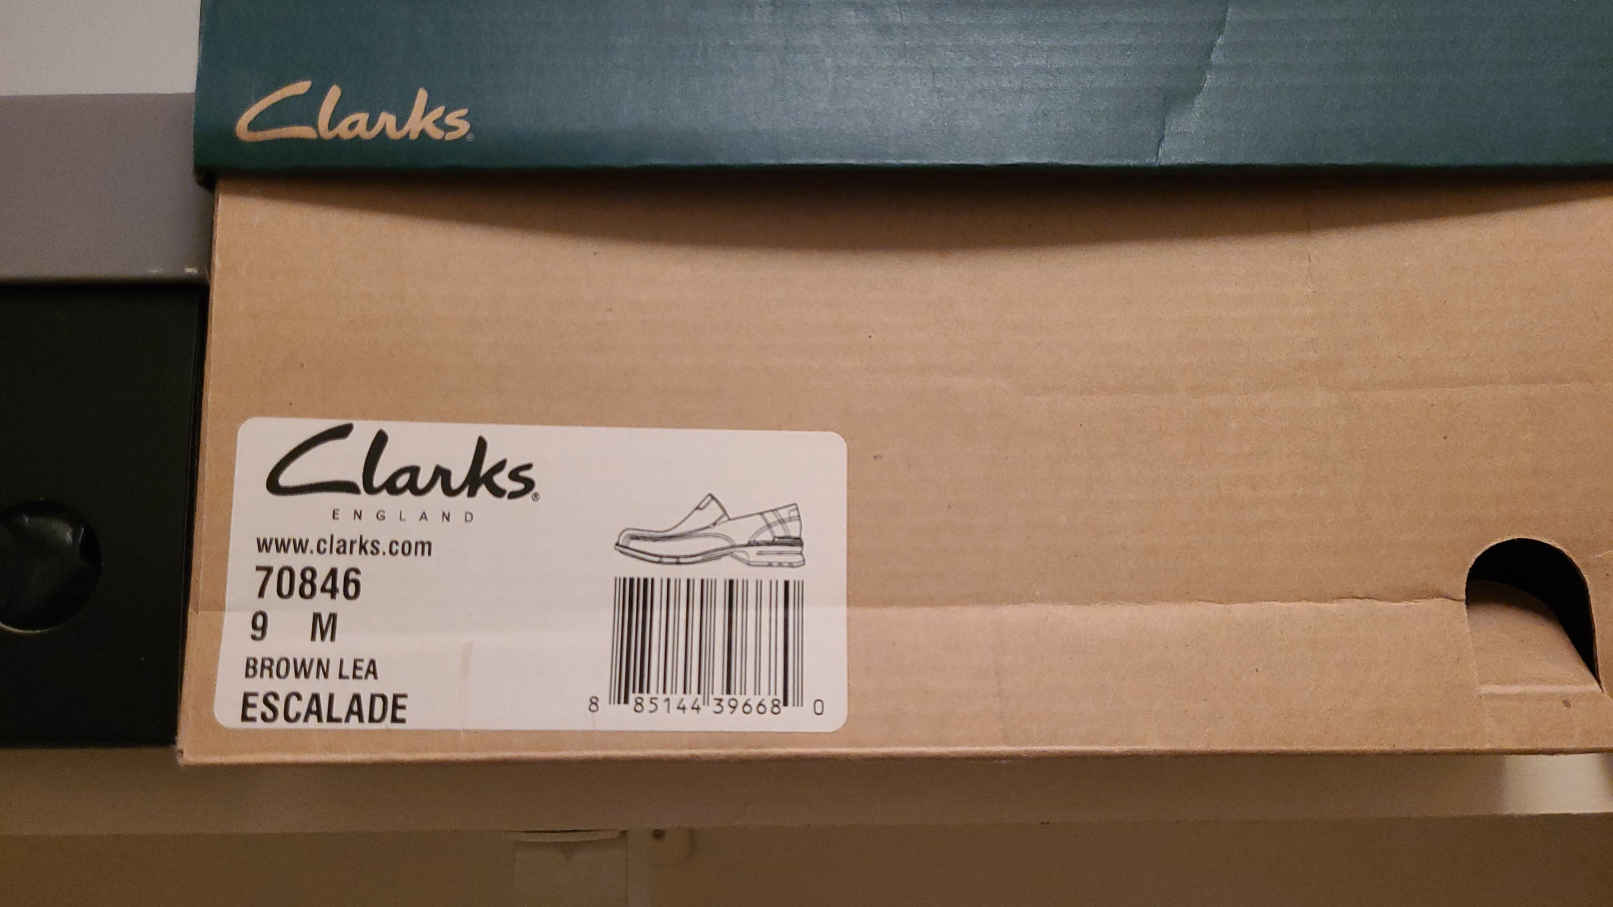 Clarks
Clarks®
ENGLAND
www.clarks.com
70846
9 M
BROWN LEA
ESCALADE
8 85144 39668 0